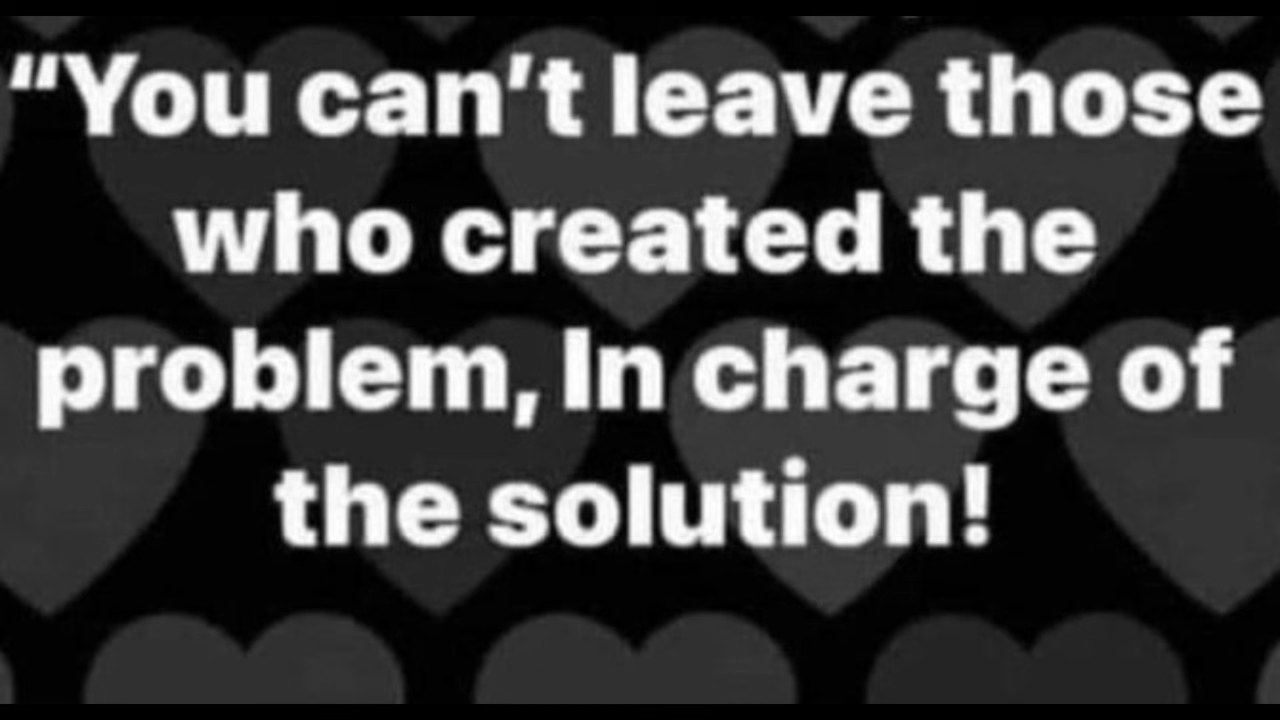 “You can’t leave those
who created the
problem, In charge of
the solution!